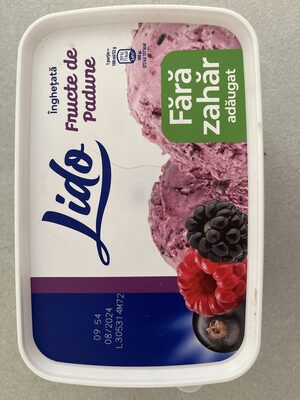 Înghețată
Fructe de
Pădure
Lido
Fără
zahăr
adăugat
09 54
08/2024
L305314M72